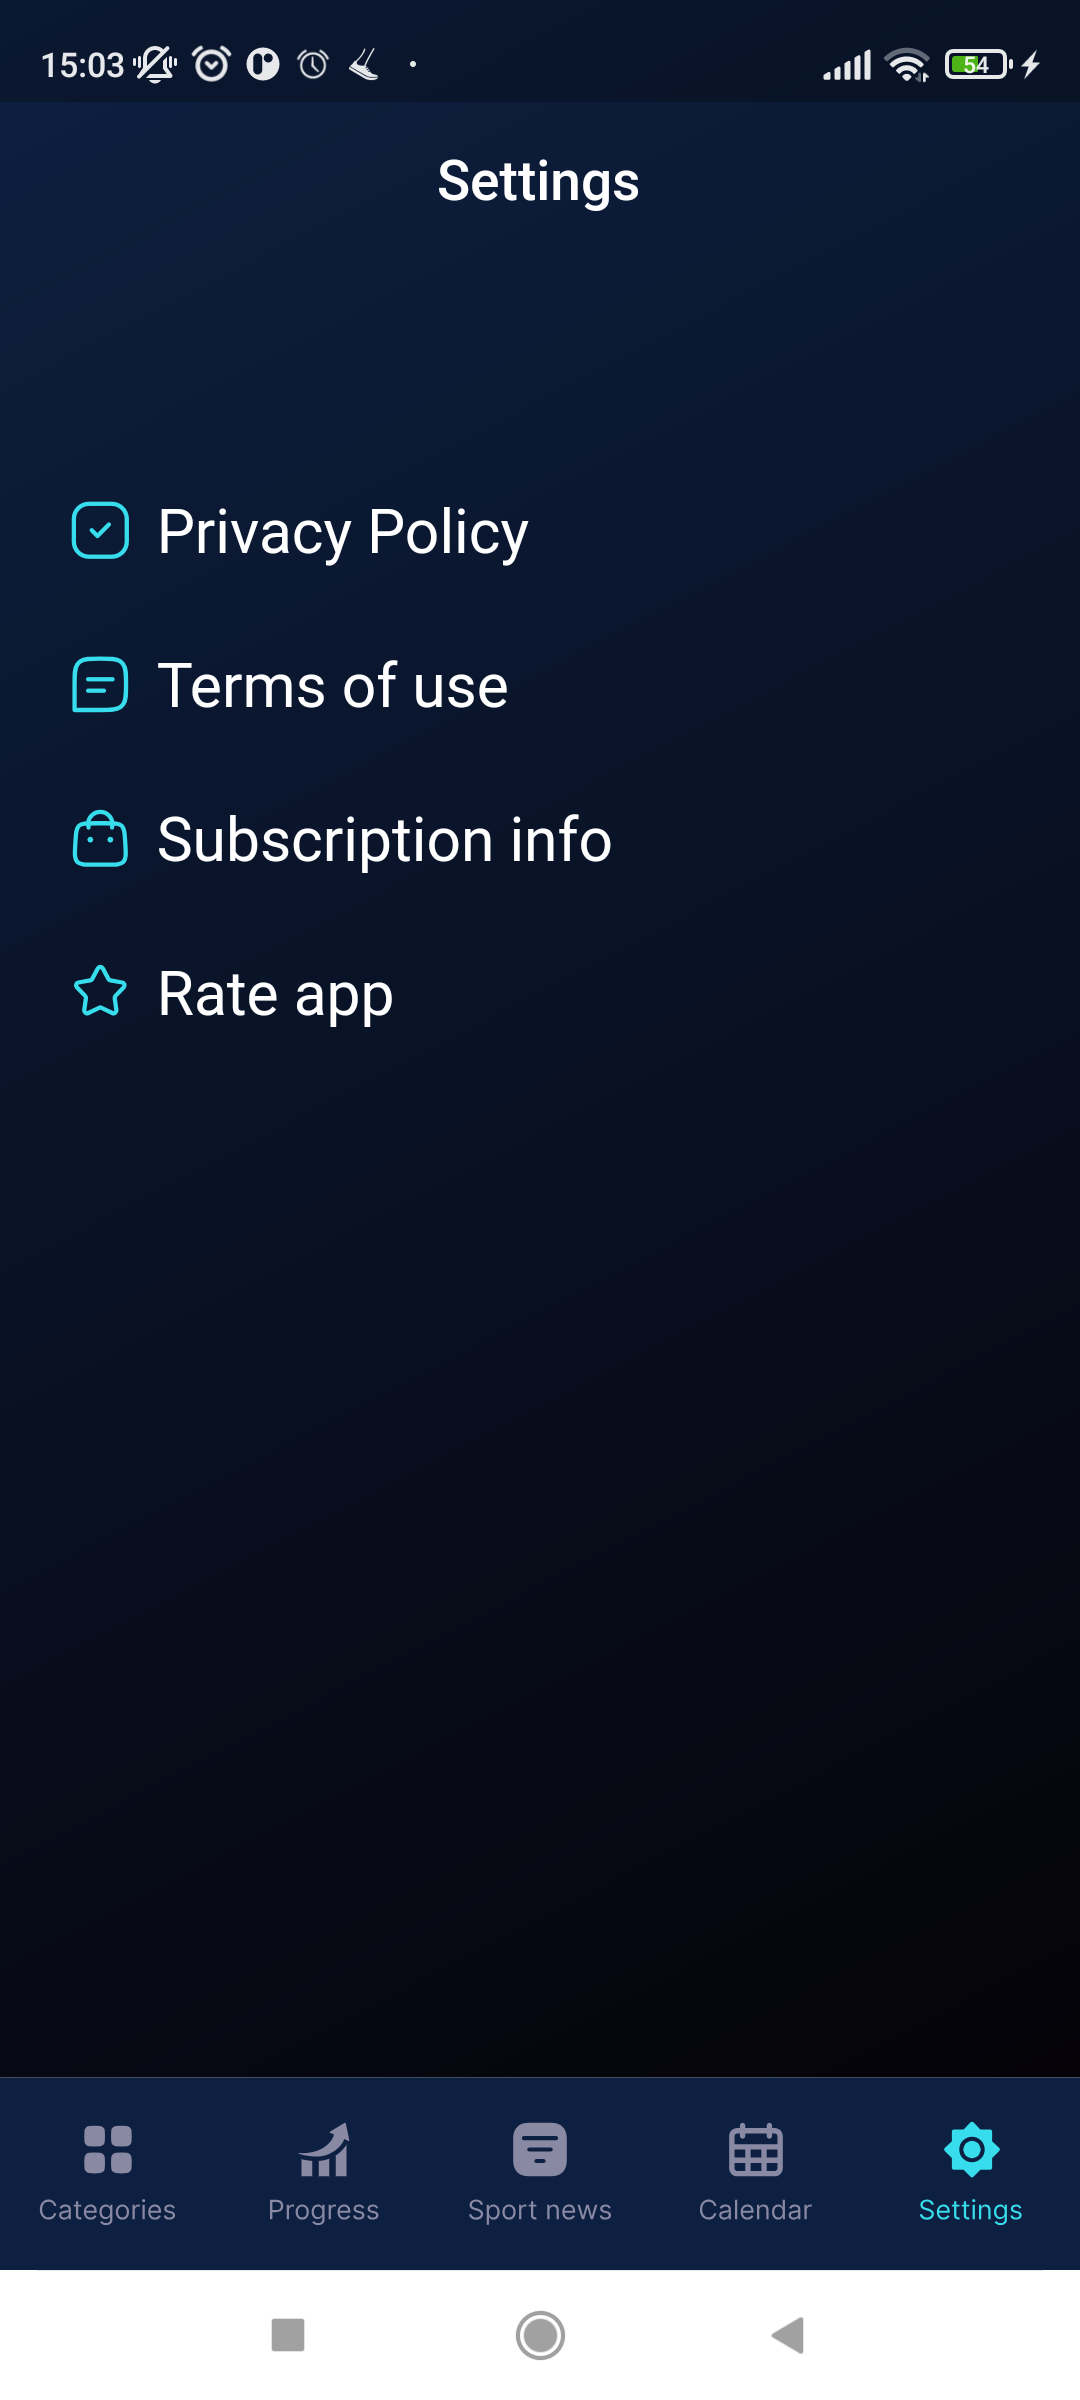 15:03
54
Settings
Privacy Policy
Terms of use
Subscription info
Rate app
Categories
Progress
Sport news
Calendar
Settings